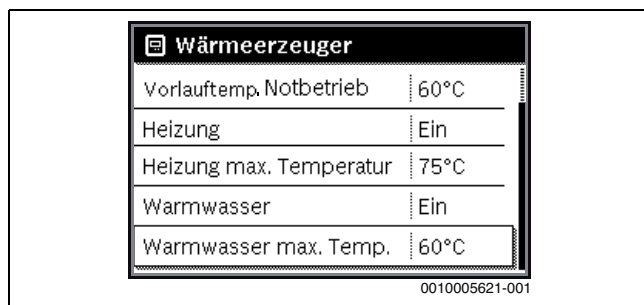 Wärmeerzeuger
Vorlauftemp. Notbetrieb 60°C
Heizung Ein
Heizung max. Temperatur 75°C
Warmwasser Ein
Warmwasser max. Temp. 60°C
0010005621-001